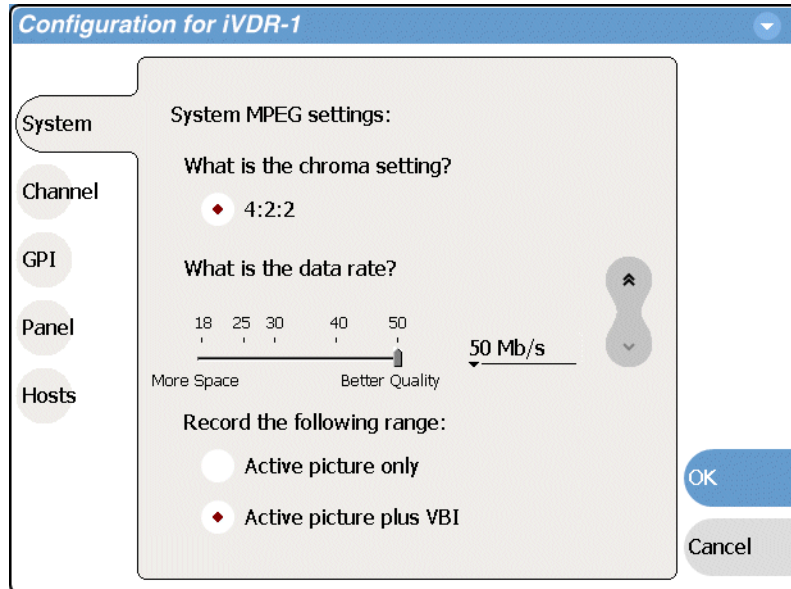 Configuration for iVDR-1
System
Channel
GPI
Panel
Hosts
System MPEG settings:
What is the chroma setting?
4:2:2
What is the data rate?
18 25 30 40 50
50 Mb/s
More Space Better Quality
Record the following range:
Active picture only
Active picture plus VBI
OK
Cancel